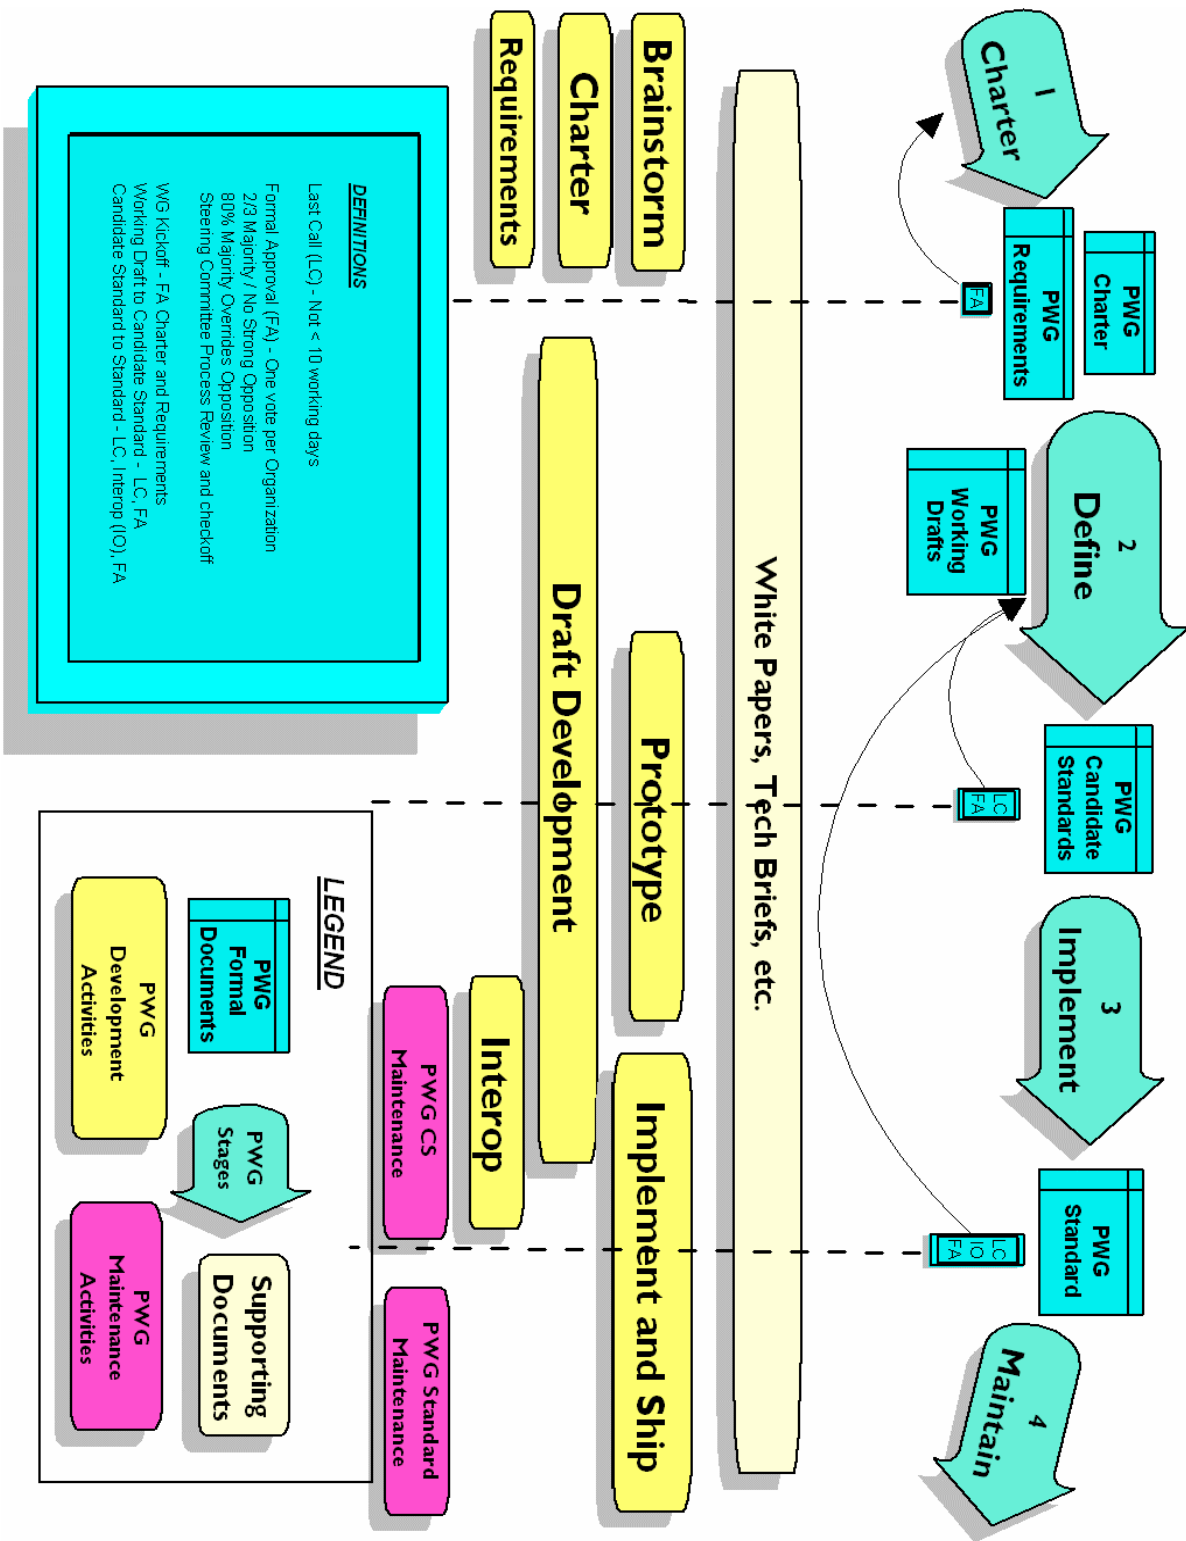 1
Charter
PWG
Charter
PWG
Requirements
FA
2
Define
PWG
Working
Drafts
PWG
Candidate
Standards
LC
FA
3
Implement
PWG
Standard
LC
IO
FA
4
Maintain
White Papers, Tech Briefs, etc.
Brainstorm
Charter
Requirements
Prototype
Draft Development
Implement and Ship
Interop
PWG CS
Maintenance
PWG Standard
Maintenance
DEFINITIONS
Last Call (LC) - Not < 10 working days
Formal Approval (FA) - One vote per Organization
2/3 Majority / No Strong Opposition
80% Majority Overrides Opposition
Steering Committee Process Review and checkoff
WG Kickoff - FA Charter and Requirements
Working Draft to Candidate Standard - LC, FA
Candidate Standard to Standard - LC, Interop (IO), FA
LEGEND
PWG
Formal
Documents
PWG
Stages
Supporting
Documents
PWG
Development
Activities
PWG
Maintenance
Activities